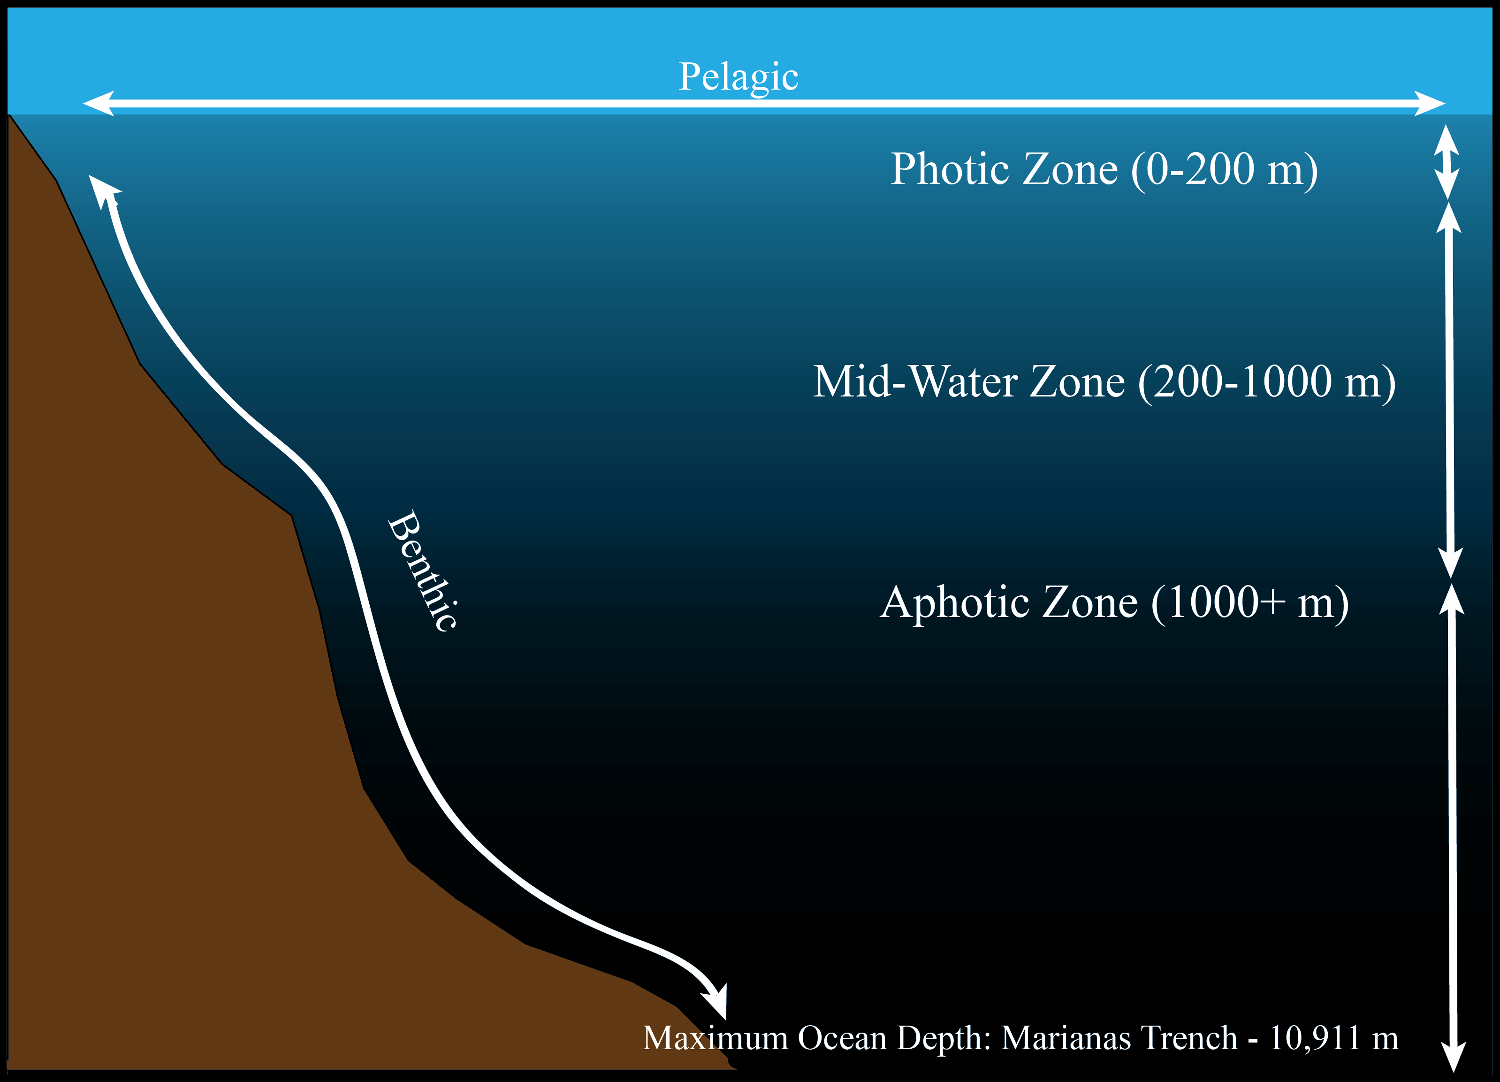 Pelagic
Photic Zone (0-200 m)
Mid-Water Zone (200-1000 m)
Benthic
Aphotic Zone (1000+ m)
Maximum Ocean Depth: Marianas Trench - 10,911 m